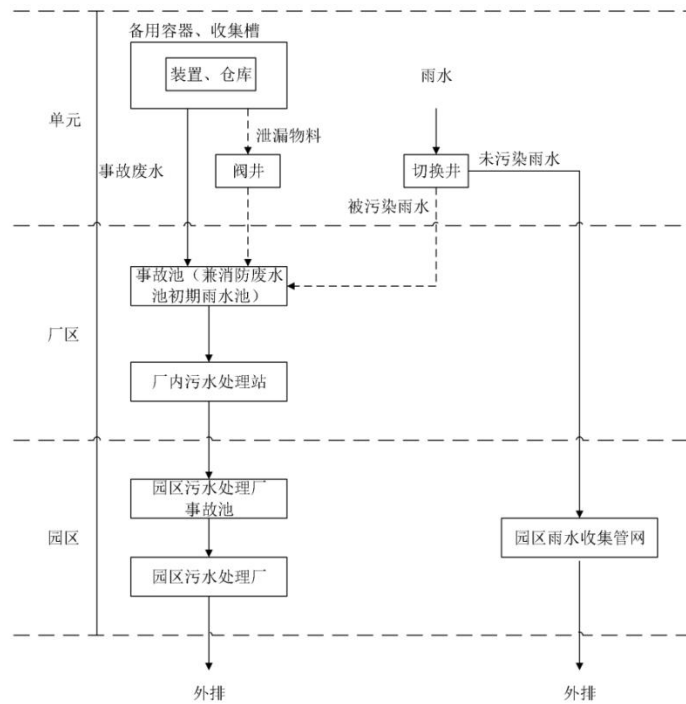 备用容器、收集槽
装置、仓库
雨水
单元
泄漏物料
未污染雨水
事故废水
阀井
切换井
被污染雨水
事故池（兼消防废水
池初期雨水池）
厂区
厂内污水处理站
园区污水处理厂
事故池
园区
园区雨水收集管网
园区污水处理厂
外排
外排